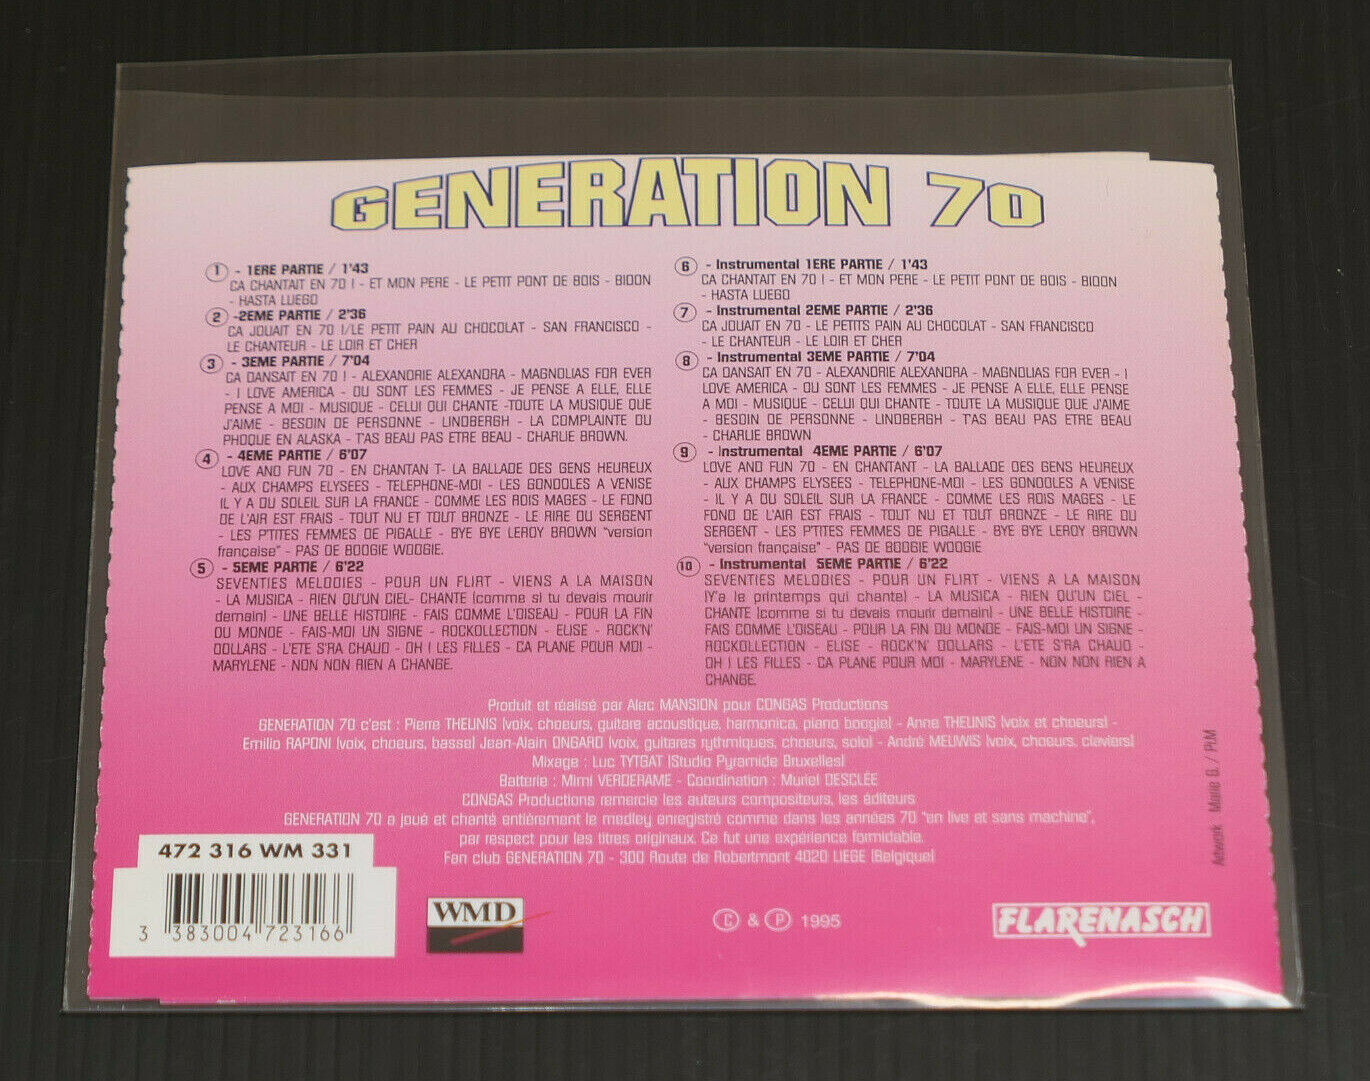 GENERATION 70
1 - 1ERE PARTIE / 1'43
CA CHANTAIT EN 70 ! - ET MON PERE - LE PETIT PONT DE BOIS - BIDON
- HASTA LUEGO
2 -2EME PARTIE / 2'36
CA JOUAIT EN 70 !/LE PETIT PAIN AU CHOCOLAT - SAN FRANCISCO -
LE CHANTEUR - LE LOIR ET CHER
3 - 3EME PARTIE / 7'04
CA DANSAIT EN 70 ! - ALEXANDRIE ALEXANDRA - MAGNOLIAS FOR EVER
- I LOVE AMERICA - OU SONT LES FEMMES - JE PENSE A ELLE, ELLE
PENSE A MOI - MUSIQUE - CELUI QUI CHANTE -TOUTE LA MUSIQUE QUE
J'AIME - BESOIN DE PERSONNE - LINDBERGH - LA COMPLAINTE DU
PHOQUE EN ALASKA - T'AS BEAU PAS ETRE BEAU - CHARLIE BROWN.
4 - 4EME PARTIE / 6'07
LOVE AND FUN 70 - EN CHANTAN T- LA BALLADE DES GENS HEUREUX
- AUX CHAMPS ELYSEES - TELEPHONE-MOI - LES GONDOLES A VENISE
IL Y A DU SOLEIL SUR LA FRANCE - COMME LES ROIS MAGES - LE FOND
DE L'AIR EST FRAIS - TOUT NU ET TOUT BRONZE - LE RIRE DU SERGENT
- LES P'TITES FEMMES DE PIGALLE - BYE BYE LEROY BROWN "version
française" - PAS DE BOOGIE WOOGIE.
5 - 5EME PARTIE / 6'22
SEVENTIES MELODIES - POUR UN FLIRT - VIENS A LA MAISON
- LA MUSICA - RIEN QU'UN CIEL- CHANTE (comme si tu devais mourir
demain) - UNE BELLE HISTOIRE - FAIS COMME L'OISEAU - POUR LA FIN
DU MONDE - FAIS-MOI UN SIGNE - ROCKOLLECTION - ELISE - ROCK'N'
DOLLARS - L'ETE S'RA CHAUD - OH ! LES FILLES - CA PLANE POUR MOI -
MARYLENE - NON NON RIEN A CHANGE.
6 - Instrumental 1ERE PARTIE / 1'43
CA CHANTAIT EN 70 ! - ET MON PERE - LE PETIT PONT DE BOIS - BIDON
- HASTA LUEGO
7 - Instrumental 2EME PARTIE / 2'36
CA JOUAIT EN 70 - LE PETITS PAIN AU CHOCOLAT - SAN FRANCISCO
- LE CHANTEUR - LE LOIR ET CHER
8 - Instrumental 3EME PARTIE / 7'04
CA DANSAIT EN 70 - ALEXANDRIE ALEXANDRA - MAGNOLIAS FOR EVER - I
LOVE AMERICA - OU SONT LES FEMMES - JE PENSE A ELLE, ELLE PENSE
A MOI - MUSIQUE - CELUI QUI CHANTE - TOUTE LA MUSIQUE QUE J'AIME
- BESOIN DE PERSONNE - LINDBERGH - T'AS BEAU PAS ETRE BEAU
- CHARLIE BROWN
9 - Instrumental 4EME PARTIE / 6'07
LOVE AND FUN 70 - EN CHANTANT - LA BALLADE DES GENS HEUREUX
- AUX CHAMPS ELYSEES - TELEPHONE-MOI - LES GONDOLES A VENISE
- IL Y A DU SOLEIL SUR LA FRANCE - COMME LES ROIS MAGES - LE
FOND DE L'AIR EST FRAIS - TOUT NU ET TOUT BRONZE - LE RIRE DU
SERGENT - LES P'TITES FEMMES DE PIGALLE - BYE BYE LEROY BROWN
"version française" - PAS DE BOOGIE WOOGIE
10 - Instrumental 5EME PARTIE / 6'22
SEVENTIES MELODIES - POUR UN FLIRT - VIENS A LA MAISON
(Y'a le printemps qui chante) - LA MUSICA - RIEN QU'UN CIEL -
CHANTE (comme si tu devais mourir demain) - UNE BELLE HISTOIRE -
FAIS COMME L'OISEAU - POUR LA FIN DU MONDE - FAIS-MOI UN SIGNE -
ROCKOLLECTION - ELISE - ROCK'N' DOLLARS - L'ETE S'RA CHAUD -
OH ! LES FILLES - CA PLANE POUR MOI - MARYLENE - NON NON RIEN A
CHANGE.
Produit et réalisé par Alec MANSION pour CONGAS Productions
GENERATION 70 c'est : Pierre THEUNIS (voix, choeurs, guitare acoustique, harmonica, piano boogie) - Anne THEUNIS (voix et choeurs) -
Emilio RAPONI (voix, choeurs, basse) Jean-Alain ONGARO (voix, guitares rythmiques, choeurs, solo) - André MEUWIS (voix, choeurs, claviers)
Mixage : Luc TYTGAT (Studio Pyramide Bruxelles)
Batterie : Mimi VERDERAME - Coordination : Muriel DESCLÉE
CONGAS Productions remercie les auteurs compositeurs, les éditeurs
GENERATION 70 a joué et chanté entièrement le medley enregistré comme dans les années 70 "en live et sans machine",
par respect pour les titres originaux. Ce fut une expérience formidable.
Fan club GENERATION 70 - 300 Route de Robermont 4020 LIEGE (Belgique)
Artwork Marie G. / Pi.M
472 316 WM 331
3 383004 723166
WMD
C & P 1995
FLARENASCH